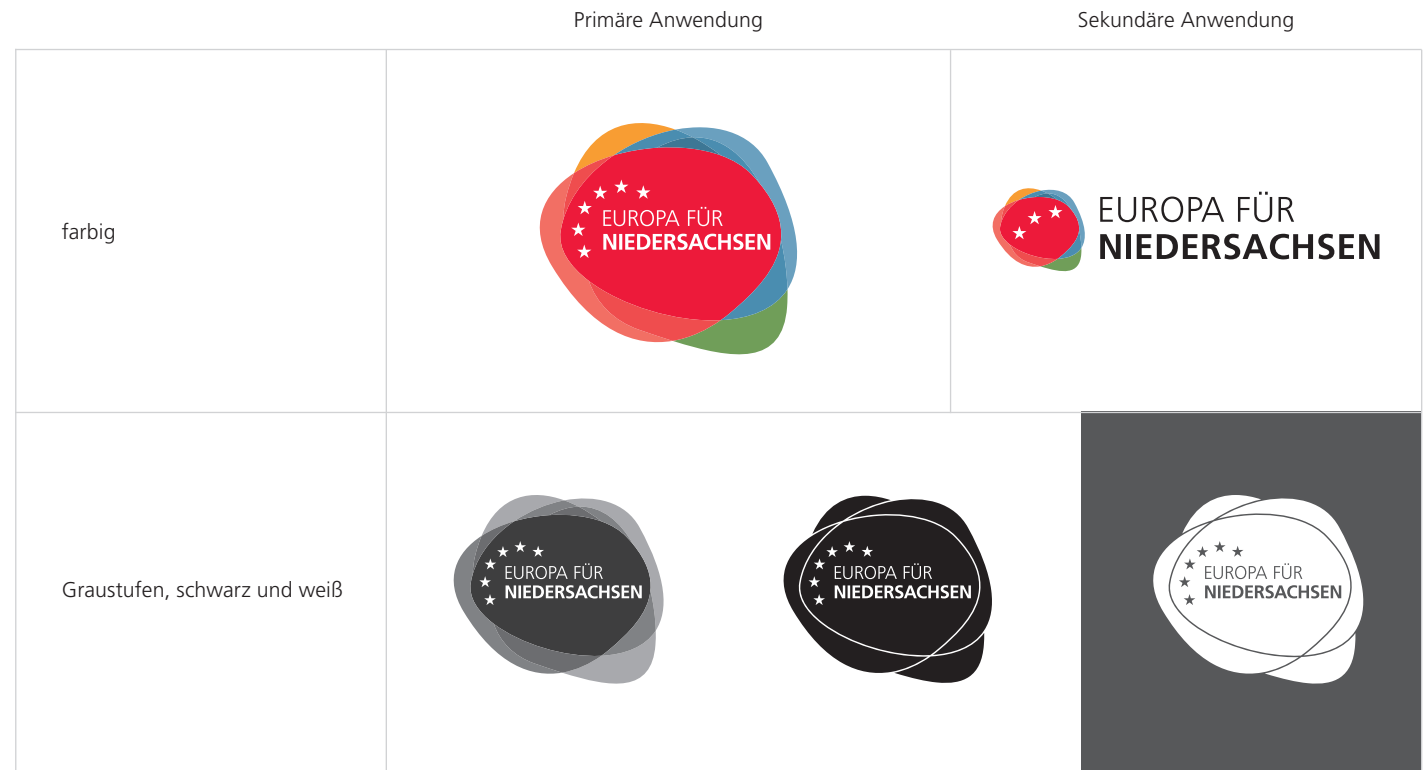 Primäre Anwendung
Sekundäre Anwendung
farbig
EUROPA FÜR
NIEDERSACHSEN
EUROPA FÜR
NIEDERSACHSEN
Graustufen, schwarz und weiß
EUROPA FÜR
NIEDERSACHSEN
EUROPA FÜR
NIEDERSACHSEN
EUROPA FÜR
NIEDERSACHSEN